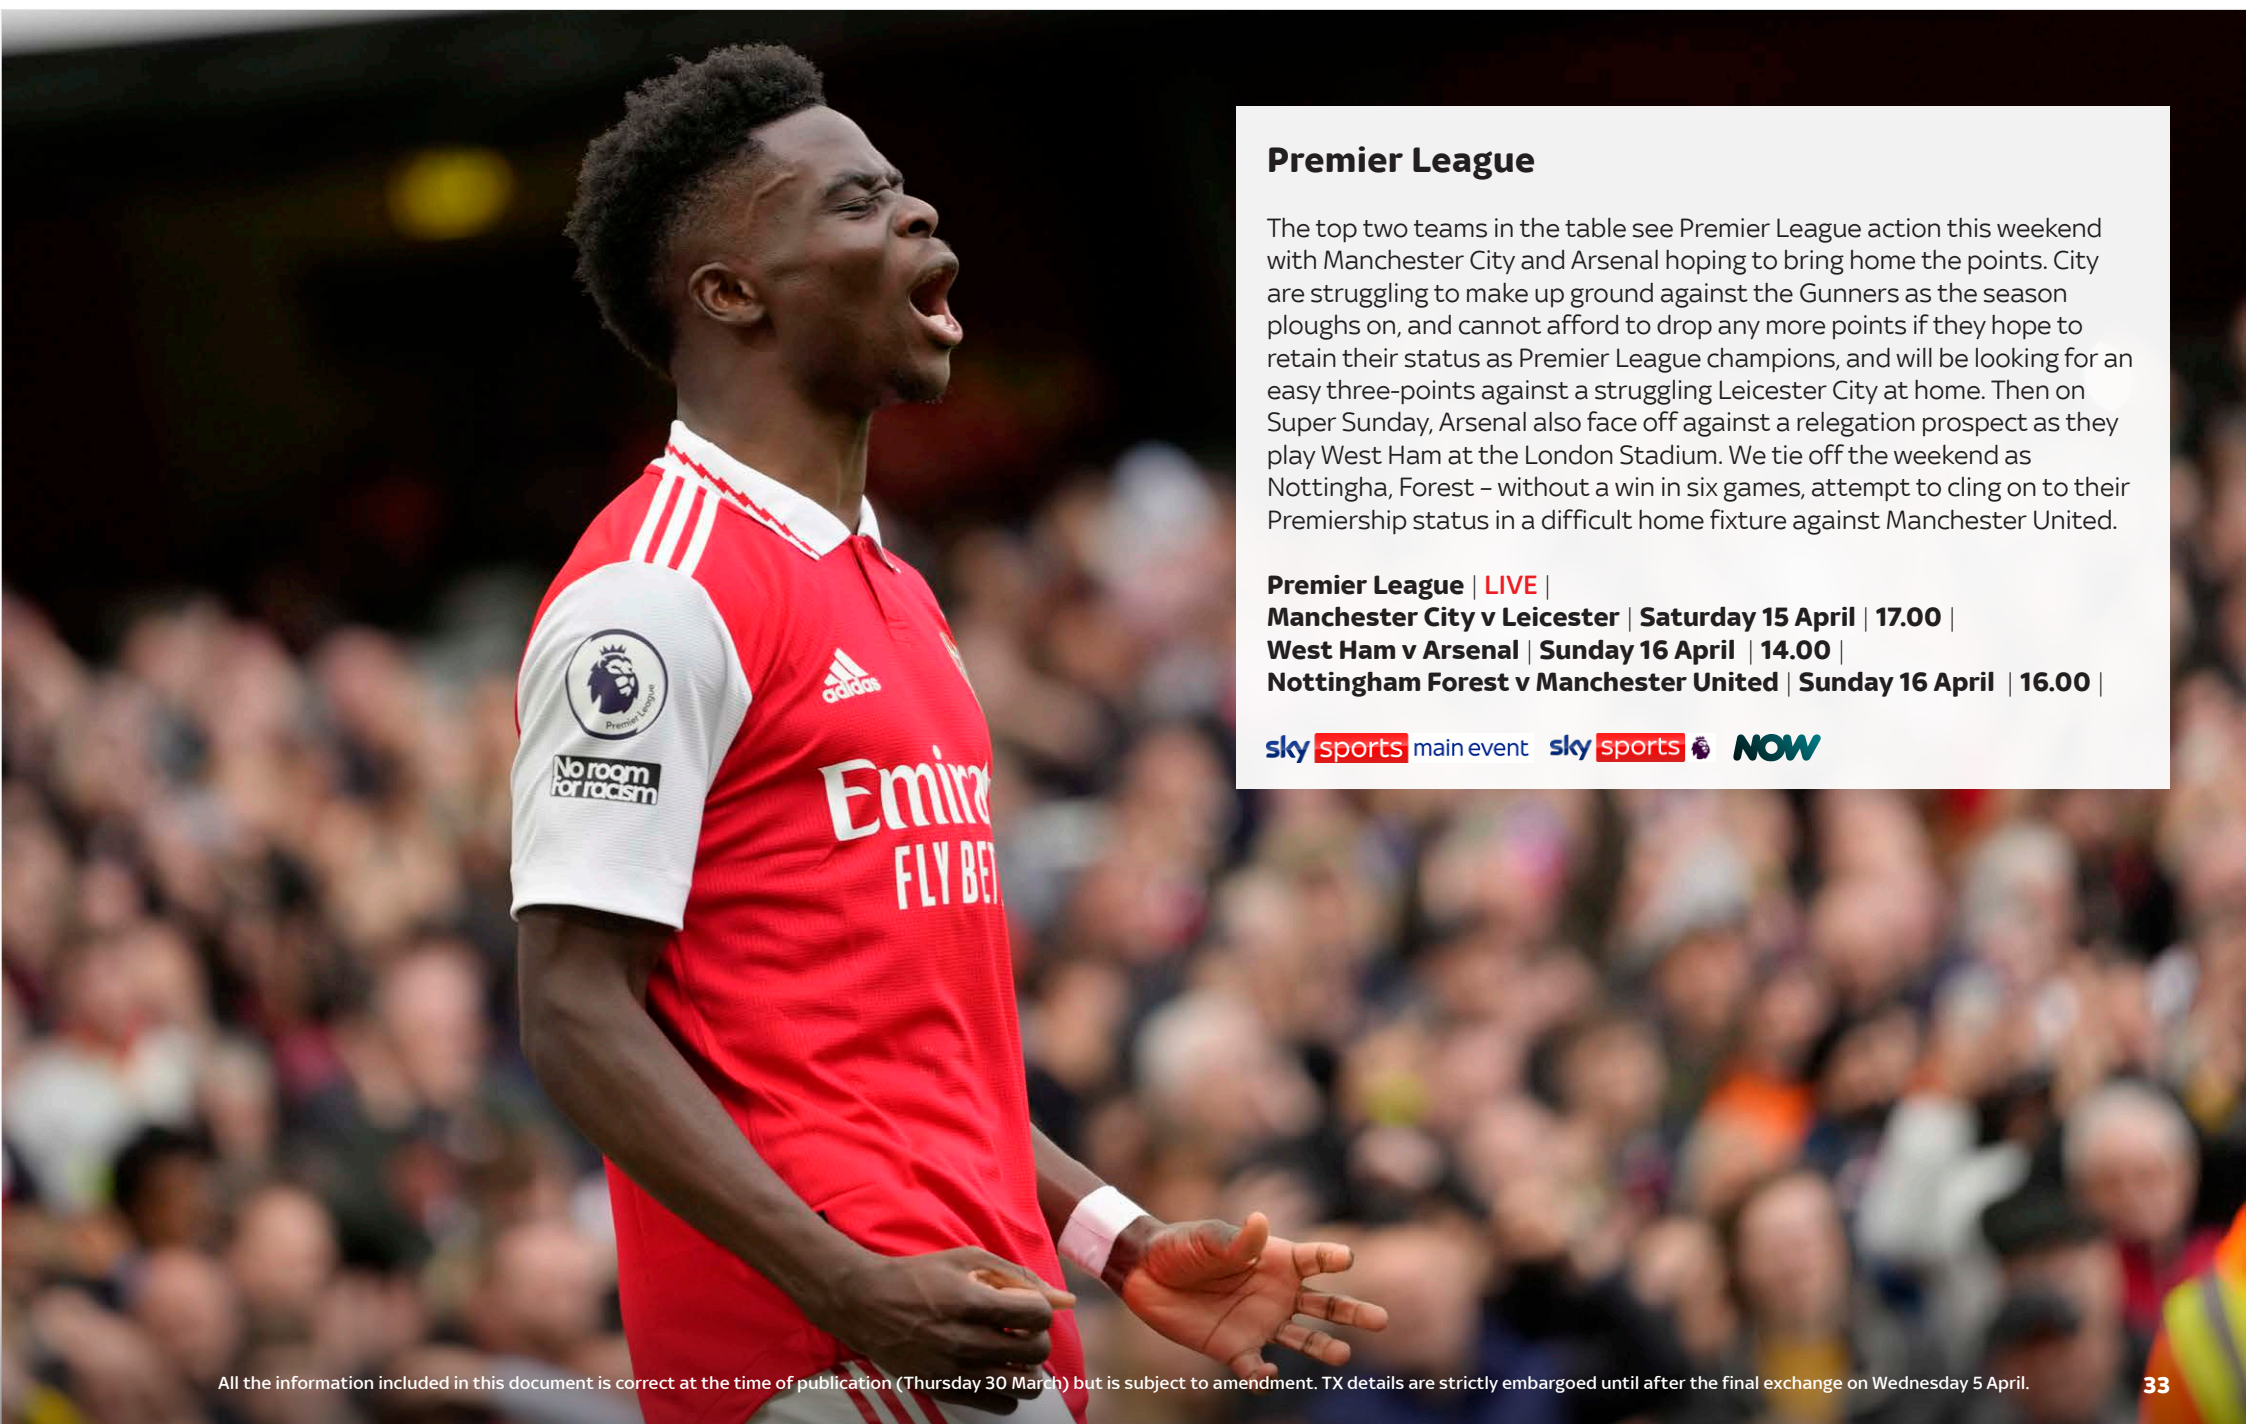 Premier League
The top two teams in the table see Premier League action this weekend
with Manchester City and Arsenal hoping to bring home the points. City
are struggling to make up ground against the Gunners as the season
ploughs on, and cannot afford to drop any more points if they hope to
retain their status as Premier League champions, and will be looking for an
easy three-points against a struggling Leicester City at home. Then on
Super Sunday, Arsenal also face off against a relegation prospect as they
play West Ham at the London Stadium. We tie off the weekend as
Nottingha, Forest – without a win in six games, attempt to cling on to their
Premiership status in a difficult home fixture against Manchester United.
Premier League | LIVE |
Manchester City v Leicester | Saturday 15 April | 17.00 |
West Ham v Arsenal | Sunday 16 April | 14.00 |
Nottingham Forest v Manchester United | Sunday 16 April | 16.00 |
sky sports main event sky sports NOW
adidas
Premier League
No room
for racism
Emira
FLY BET
All the information included in this document is correct at the time of publication (Thursday 30 March) but is subject to amendment. TX details are strictly embargoed until after the final exchange on Wednesday 5 April.
33